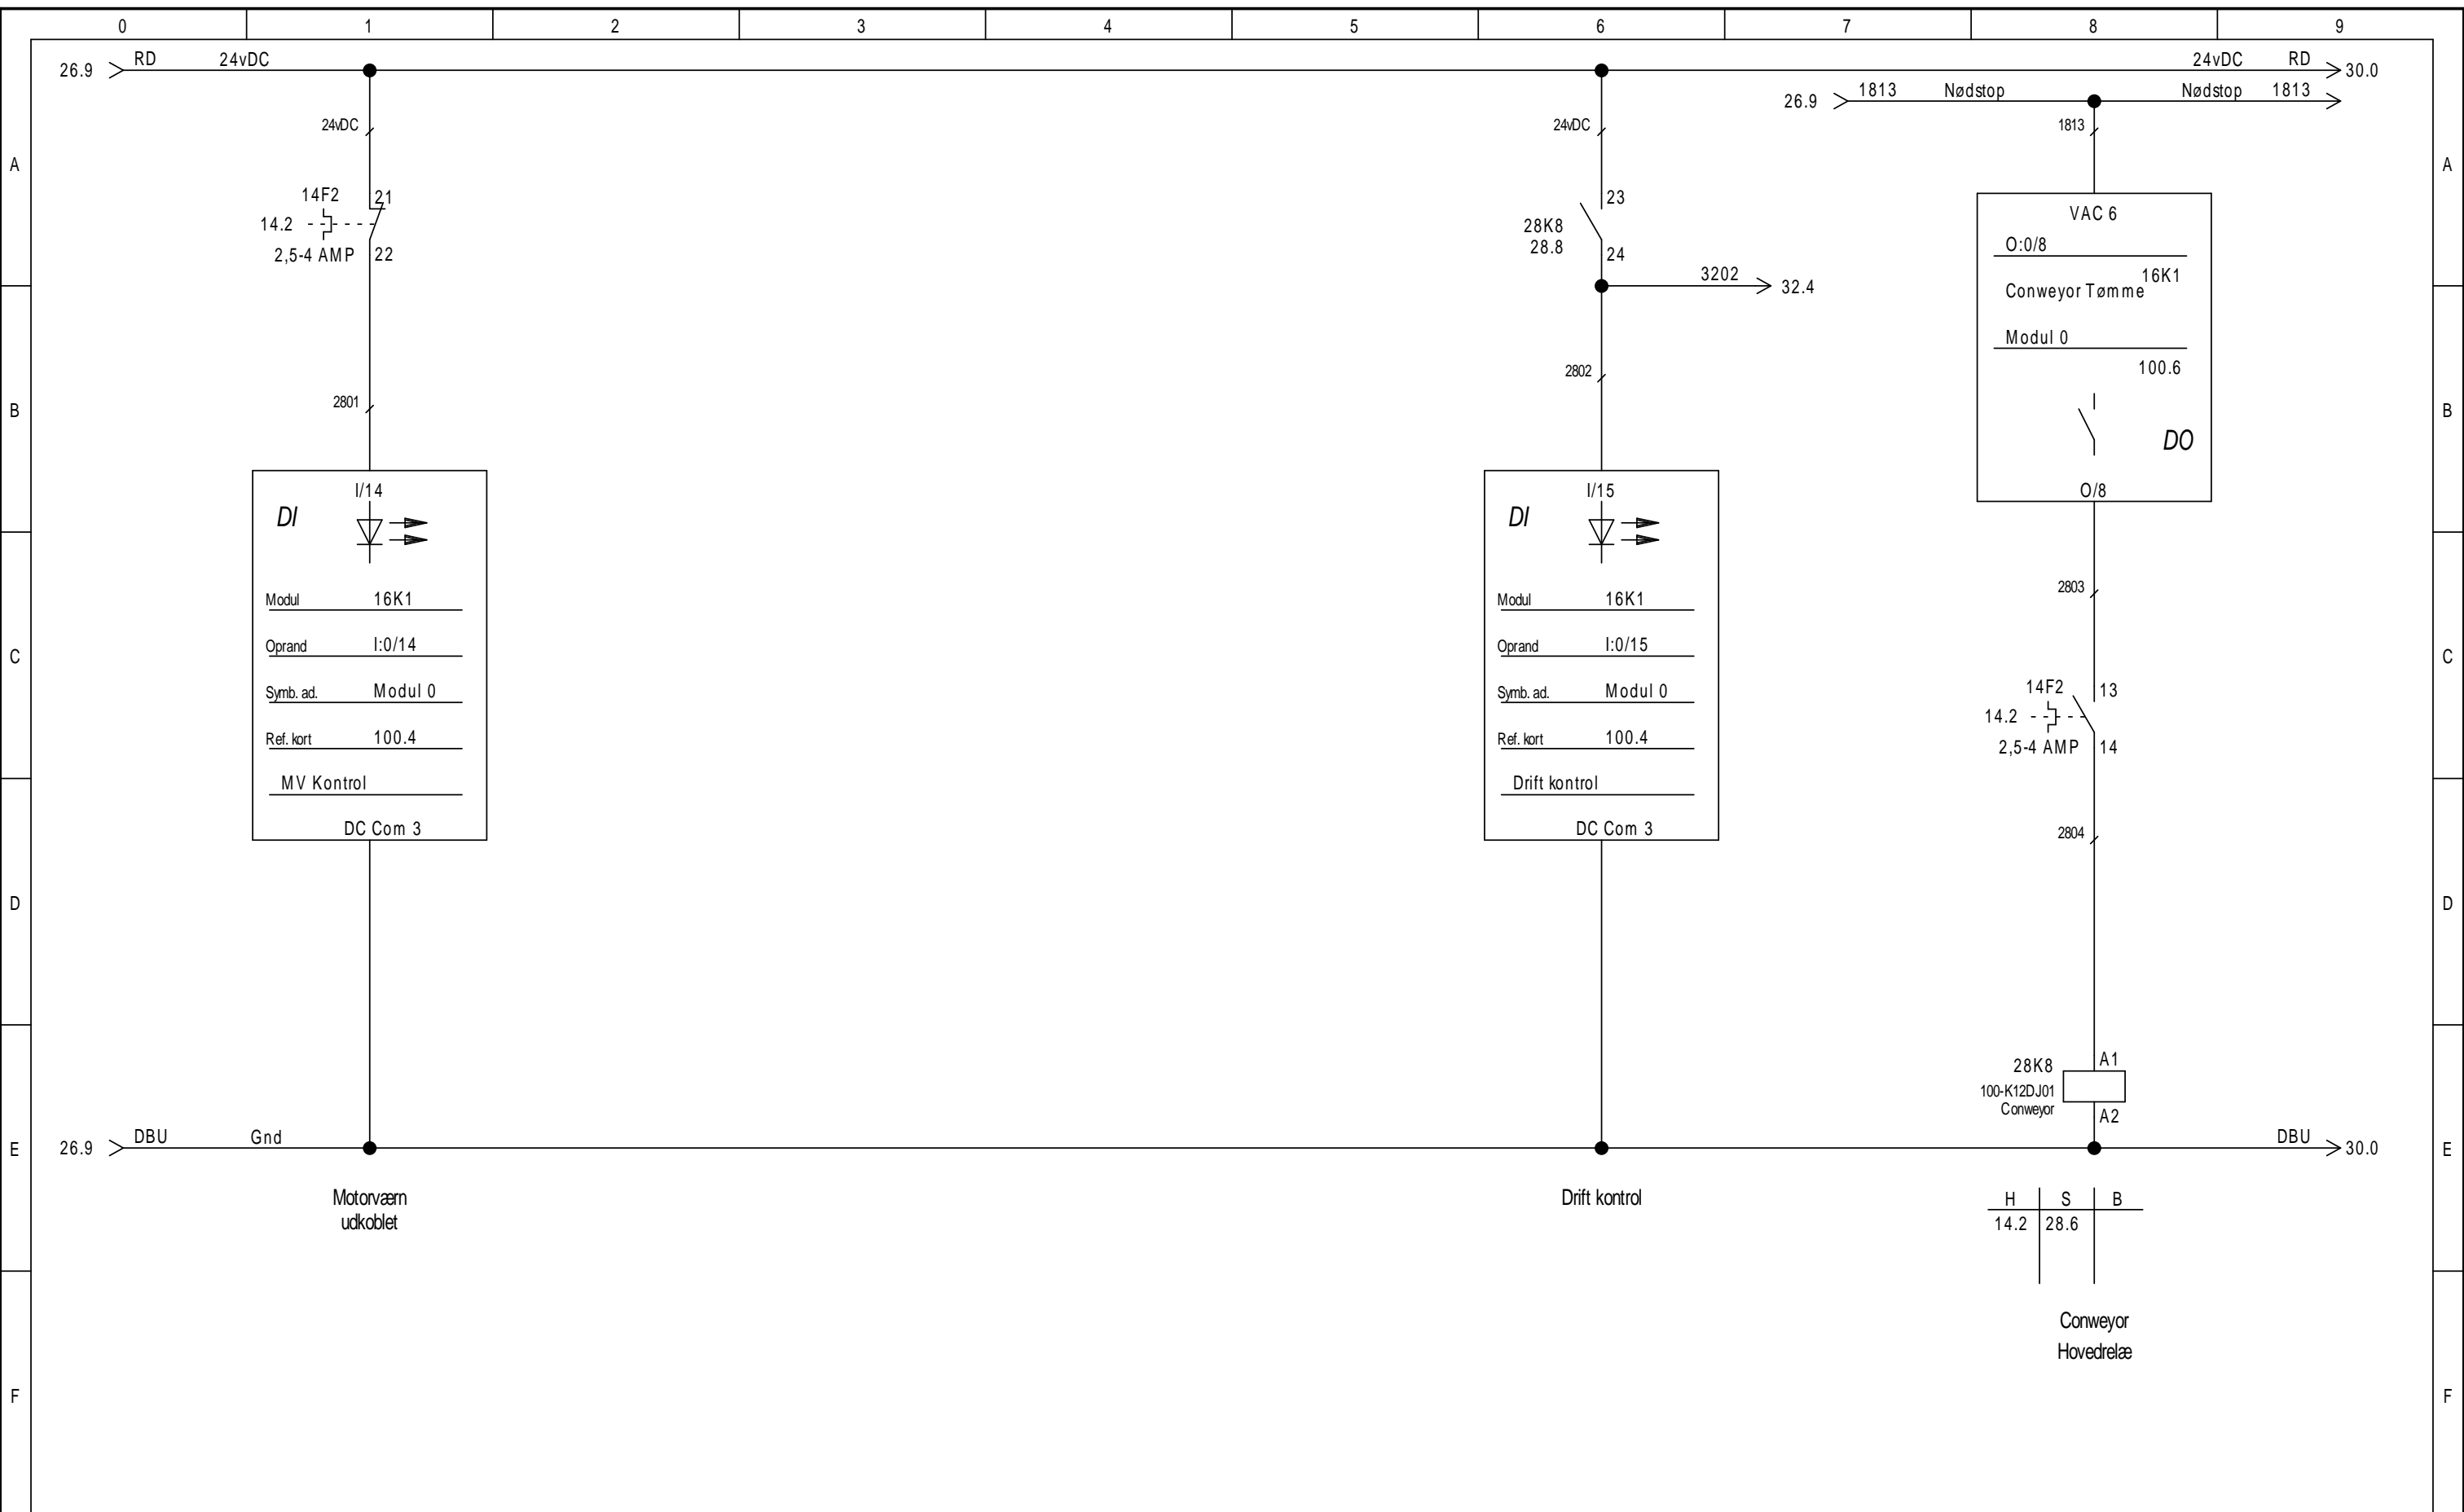 0 1 2 3 4 5 6 7 8 9
26.9 RD 24vDC 24vDC RD 30.0
26.9 1813 Nødstop Nødstop 1813
24vDC 24vDC 1813
A A
14F2 21
14.2
2,5-4 AMP 22
23
28K8
28.8 24
3202 32.4
VAC 6
O:0/8
16K1
Conweyor Tømme
Modul 0
100.6
DO
O/8
2801 2802
B B
I/14
DI
Modul 16K1
Oprand I:0/14
Symb. ad. Modul 0
Ref. kort 100.4
MV Kontrol
DC Com 3
I/15
DI
Modul 16K1
Oprand I:0/15
Symb. ad. Modul 0
Ref. kort 100.4
Drift kontrol
DC Com 3
2803
C C
14F2 13
14.2
2,5-4 AMP 14
2804
D D
28K8 A1
100-K12DJ01
Conweyor
A2
E 26.9 DBU Gnd DBU 30.0 E
Motorværn
udkoblet
Drift kontrol
H S B
14.2 28.6
Conweyor
Hovedrelæ
F F